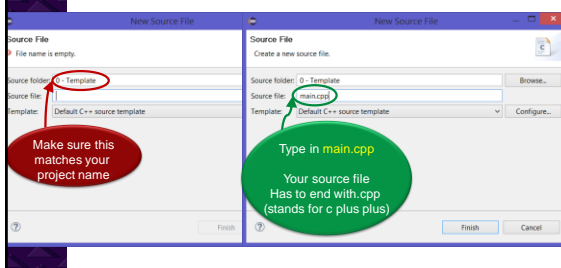 New Source File
Source File
File name is empty.
Source folder: 0 - Template
Source file:
Template: Default C++ source template
Make sure this
matches your
project name
Finish
New Source File
Source File
Create a new source file.
Source folder: 0 - Template
Browse...
Source file: main.cpp
Template: Default C++ source template
Configure...
Type in main.cpp
Your source file
Has to end with.cpp
(stands for c plus plus)
Finish
Cancel